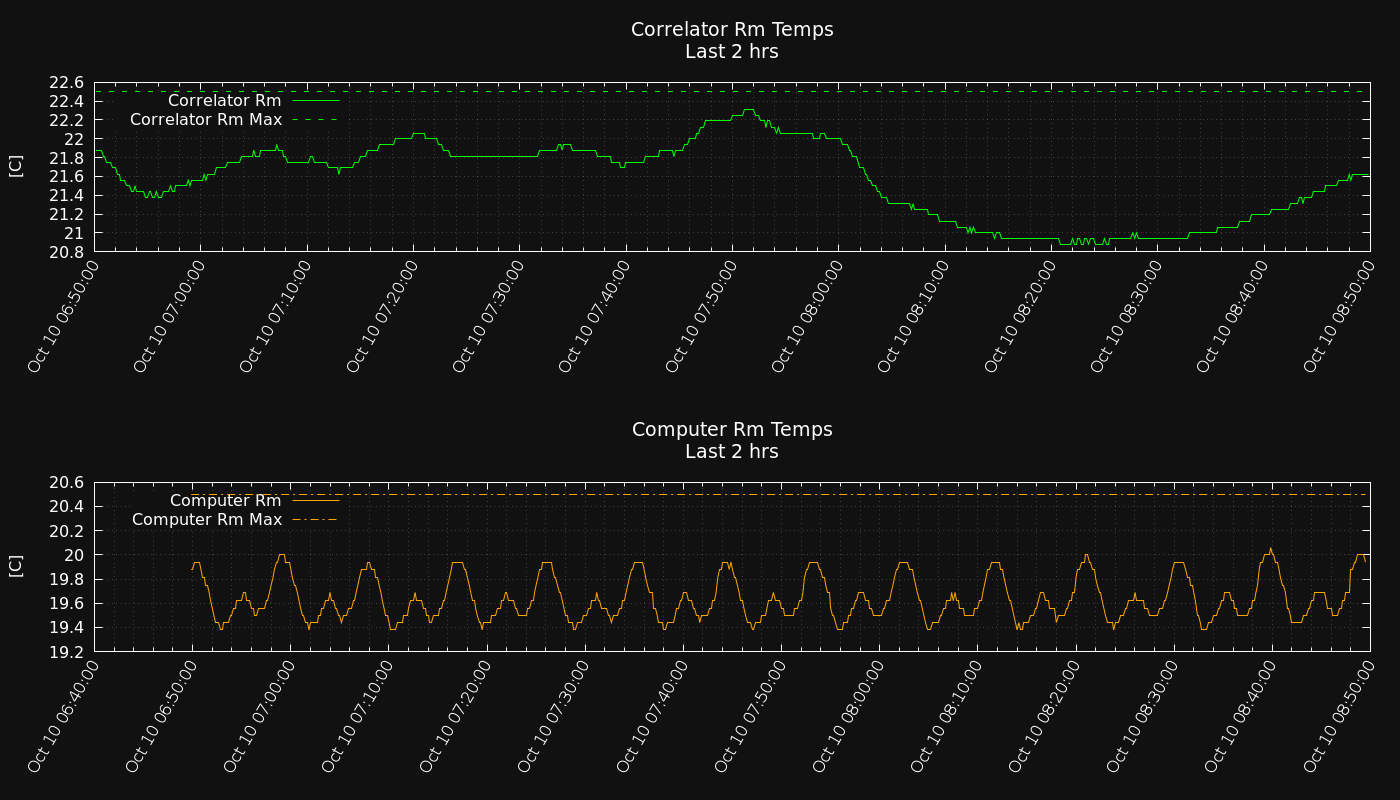 Correlator Rm Temps
Last 2 hrs
[C]
22.6
22.4
22.2
22
21.8
21.6
21.4
21.2
21
20.8
Correlator Rm
Correlator Rm Max
Oct 10 06:50:00
Oct 10 07:00:00
Oct 10 07:10:00
Oct 10 07:20:00
Oct 10 07:30:00
Oct 10 07:40:00
Oct 10 07:50:00
Oct 10 08:00:00
Oct 10 08:10:00
Oct 10 08:20:00
Oct 10 08:30:00
Oct 10 08:40:00
Oct 10 08:50:00
Computer Rm Temps
Last 2 hrs
[C]
20.6
20.4
20.2
20
19.8
19.6
19.4
19.2
Computer Rm
Computer Rm Max
Oct 10 06:40:00
Oct 10 06:50:00
Oct 10 07:00:00
Oct 10 07:10:00
Oct 10 07:20:00
Oct 10 07:30:00
Oct 10 07:40:00
Oct 10 07:50:00
Oct 10 08:00:00
Oct 10 08:10:00
Oct 10 08:20:00
Oct 10 08:30:00
Oct 10 08:40:00
Oct 10 08:50:00